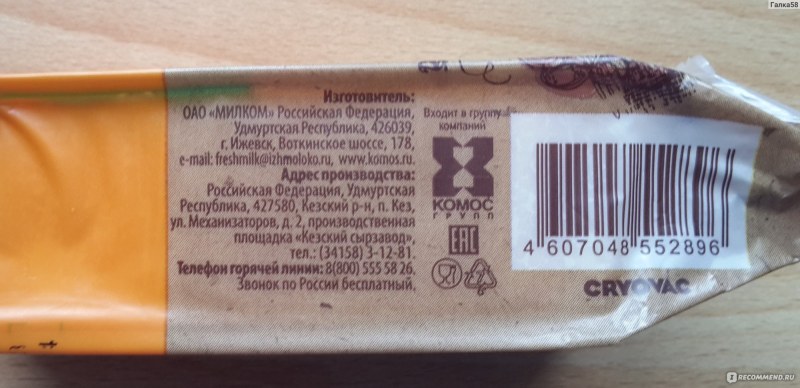 Галка58
Изготовитель:
ОАО «МИЛКОМ» Российская Федерация,
Удмуртская Республика, 426039,
г. Ижевск, Воткинское шоссе, 178,
e-mail: freshmilk@izhmoloko.ru, www.komos.ru.
Адрес производства:
Российская Федерация, Удмуртская
Республика, 427580, Кезский р-н, п. Кез,
ул. Механизаторов, д. 2, производственная
площадка «Кезский сырзавод»,
тел.: (34158) 3-12-81.
Телефон горячей линии: 8(800) 555 58 26.
Звонок по России бесплатный.
Входит в группу
компаний
КОМОС
ГРУПП
EAC
4 607048 552896
CRYOVAC
IRECOMMEND.RU